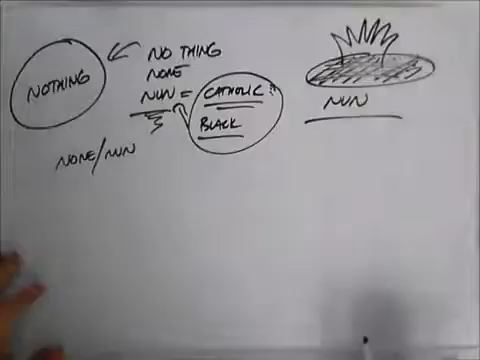 NOTHING
NO THING
NONE
NUN = CATHOLIC
BLACK
NONE/NUN
NUN